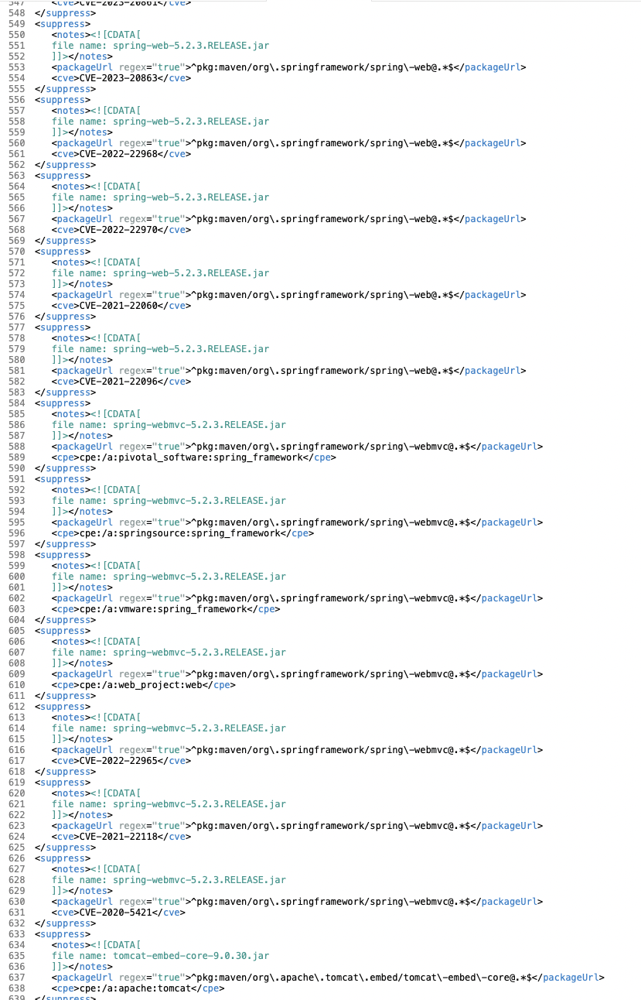 547 <cve>CVE-2023-20861</cve>
548 </suppress>
549 <suppress>
550 <notes><![CDATA[
551 file name: spring-web-5.2.3.RELEASE.jar
552 ]]></notes>
553 <packageUrl regex="true">^pkg:maven/org\.springframework/spring\-web@.*$</packageUrl>
554 <cve>CVE-2023-20863</cve>
555 </suppress>
556 <suppress>
557 <notes><![CDATA[
558 file name: spring-web-5.2.3.RELEASE.jar
559 ]]></notes>
560 <packageUrl regex="true">^pkg:maven/org\.springframework/spring\-web@.*$</packageUrl>
561 <cve>CVE-2022-22968</cve>
562 </suppress>
563 <suppress>
564 <notes><![CDATA[
565 file name: spring-web-5.2.3.RELEASE.jar
566 ]]></notes>
567 <packageUrl regex="true">^pkg:maven/org\.springframework/spring\-web@.*$</packageUrl>
568 <cve>CVE-2022-22970</cve>
569 </suppress>
570 <suppress>
571 <notes><![CDATA[
572 file name: spring-web-5.2.3.RELEASE.jar
573 ]]></notes>
574 <packageUrl regex="true">^pkg:maven/org\.springframework/spring\-web@.*$</packageUrl>
575 <cve>CVE-2021-22060</cve>
576 </suppress>
577 <suppress>
578 <notes><![CDATA[
579 file name: spring-web-5.2.3.RELEASE.jar
580 ]]></notes>
581 <packageUrl regex="true">^pkg:maven/org\.springframework/spring\-web@.*$</packageUrl>
582 <cve>CVE-2021-22096</cve>
583 </suppress>
584 <suppress>
585 <notes><![CDATA[
586 file name: spring-webmvc-5.2.3.RELEASE.jar
587 ]]></notes>
588 <packageUrl regex="true">^pkg:maven/org\.springframework/spring\-webmvc@.*$</packageUrl>
589 <cpe>cpe:/a:pivotal_software:spring_framework</cpe>
590 </suppress>
591 <suppress>
592 <notes><![CDATA[
593 file name: spring-webmvc-5.2.3.RELEASE.jar
594 ]]></notes>
595 <packageUrl regex="true">^pkg:maven/org\.springframework/spring\-webmvc@.*$</packageUrl>
596 <cpe>cpe:/a:springsource:spring_framework</cpe>
597 </suppress>
598 <suppress>
599 <notes><![CDATA[
600 file name: spring-webmvc-5.2.3.RELEASE.jar
601 ]]></notes>
602 <packageUrl regex="true">^pkg:maven/org\.springframework/spring\-webmvc@.*$</packageUrl>
603 <cpe>cpe:/a:vmware:spring_framework</cpe>
604 </suppress>
605 <suppress>
606 <notes><![CDATA[
607 file name: spring-webmvc-5.2.3.RELEASE.jar
608 ]]></notes>
609 <packageUrl regex="true">^pkg:maven/org\.springframework/spring\-webmvc@.*$</packageUrl>
610 <cpe>cpe:/a:web_project:web</cpe>
611 </suppress>
612 <suppress>
613 <notes><![CDATA[
614 file name: spring-webmvc-5.2.3.RELEASE.jar
615 ]]></notes>
616 <packageUrl regex="true">^pkg:maven/org\.springframework/spring\-webmvc@.*$</packageUrl>
617 <cve>CVE-2022-22965</cve>
618 </suppress>
619 <suppress>
620 <notes><![CDATA[
621 file name: spring-webmvc-5.2.3.RELEASE.jar
622 ]]></notes>
623 <packageUrl regex="true">^pkg:maven/org\.springframework/spring\-webmvc@.*$</packageUrl>
624 <cve>CVE-2021-22118</cve>
625 </suppress>
626 <suppress>
627 <notes><![CDATA[
628 file name: spring-webmvc-5.2.3.RELEASE.jar
629 ]]></notes>
630 <packageUrl regex="true">^pkg:maven/org\.springframework/spring\-webmvc@.*$</packageUrl>
631 <cve>CVE-2020-5421</cve>
632 </suppress>
633 <suppress>
634 <notes><![CDATA[
635 file name: tomcat-embed-core-9.0.30.jar
636 ]]></notes>
637 <packageUrl regex="true">^pkg:maven/org\.apache\.tomcat\.embed/tomcat\-embed\-core@.*$</packageUrl>
638 <cpe>cpe:/a:apache:tomcat</cpe>
639 </suppress>